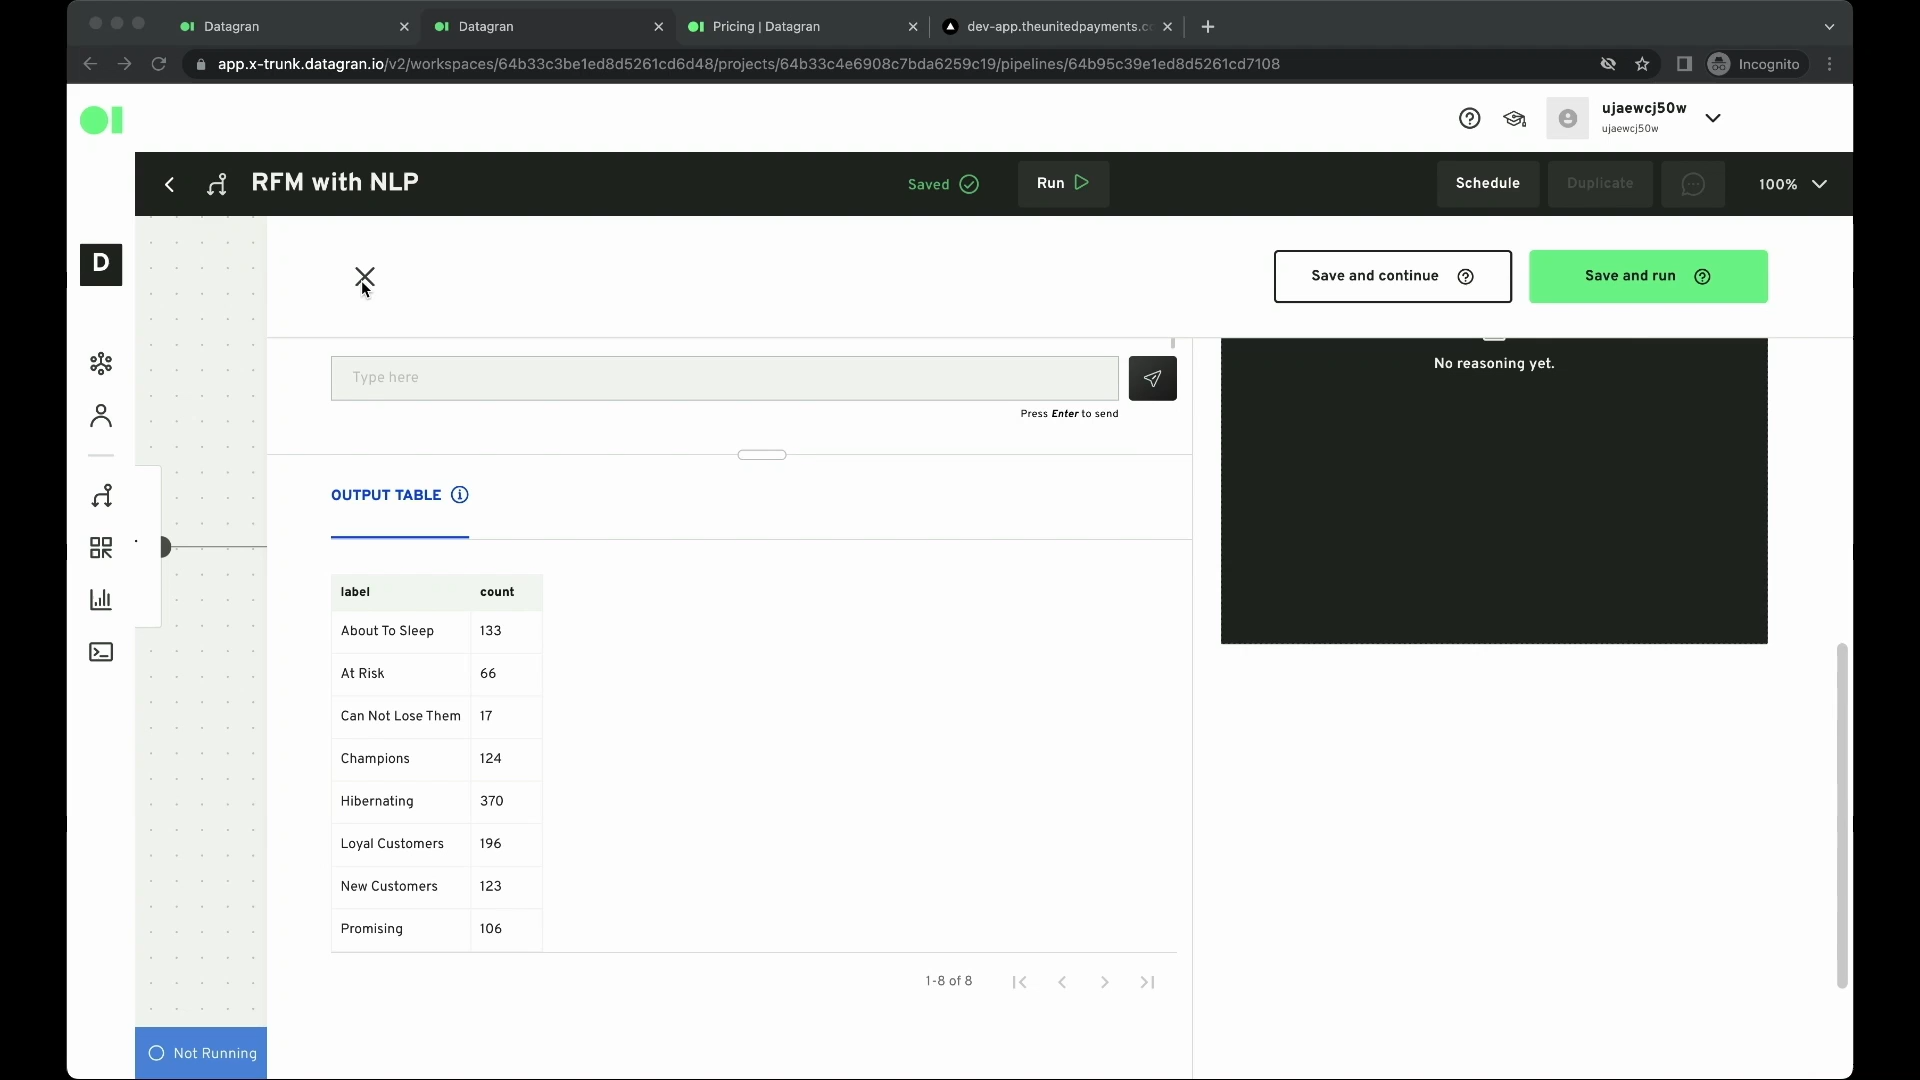 Datagran
Datagran
Pricing | Datagran
dev-app.theunitedpayments.cc
app.x-trunk.datagran.io/v2/workspaces/64b33c3be1ed8d5261cd6d48/projects/64b33c4e6908c7bda6259c19/pipelines/64b95c39e1ed8d5261cd7108
Incognito
ujaewcj50w
ujaewcj50w
RFM with NLP
Saved
Run
Schedule
Duplicate
100%
D
Save and continue
Save and run
Type here
Press Enter to send
No reasoning yet.
OUTPUT TABLE
label count
About To Sleep 133
At Risk 66
Can Not Lose Them 17
Champions 124
Hibernating 370
Loyal Customers 196
New Customers 123
Promising 106
1-8 of 8
Not Running